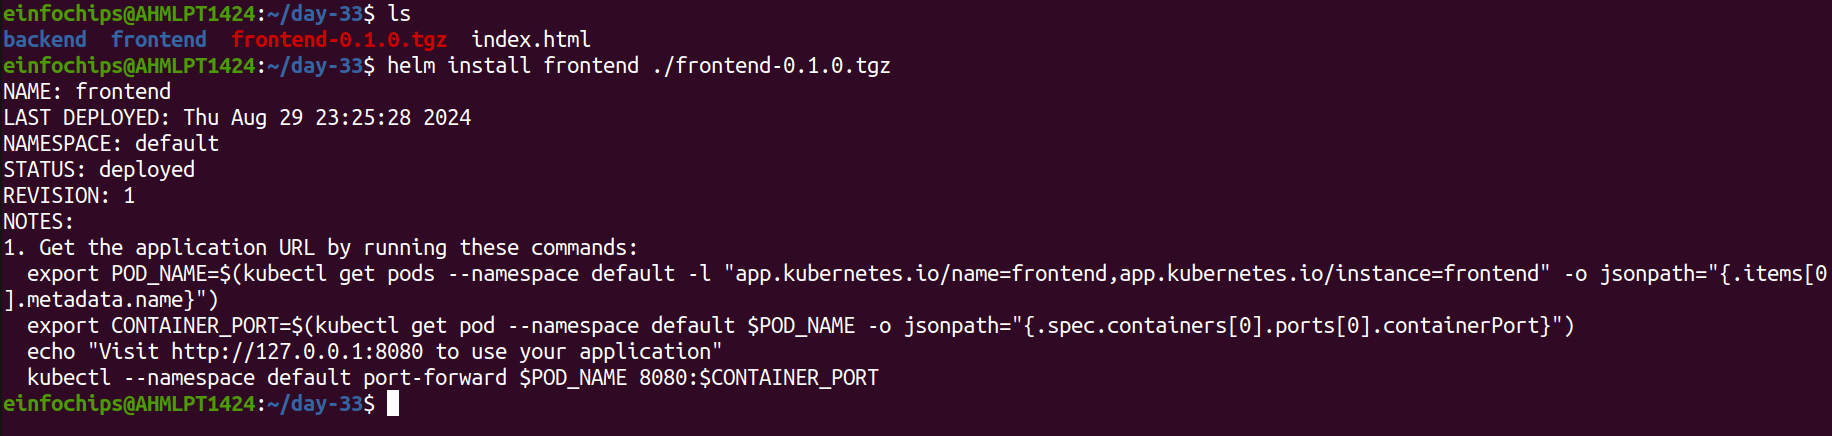 einfochips@AHMLPT1424:~/day-33$ ls
backend  frontend  frontend-0.1.0.tgz  index.html
einfochips@AHMLPT1424:~/day-33$ helm install frontend ./frontend-0.1.0.tgz
NAME: frontend
LAST DEPLOYED: Thu Aug 29 23:25:28 2024
NAMESPACE: default
STATUS: deployed
REVISION: 1
NOTES:
1. Get the application URL by running these commands:
  export POD_NAME=$(kubectl get pods --namespace default -l "app.kubernetes.io/name=frontend,app.kubernetes.io/instance=frontend" -o jsonpath="{.items[0
].metadata.name}")
  export CONTAINER_PORT=$(kubectl get pod --namespace default $POD_NAME -o jsonpath="{.spec.containers[0].ports[0].containerPort}")
  echo "Visit http://127.0.0.1:8080 to use your application"
  kubectl --namespace default port-forward $POD_NAME 8080:$CONTAINER_PORT
einfochips@AHMLPT1424:~/day-33$